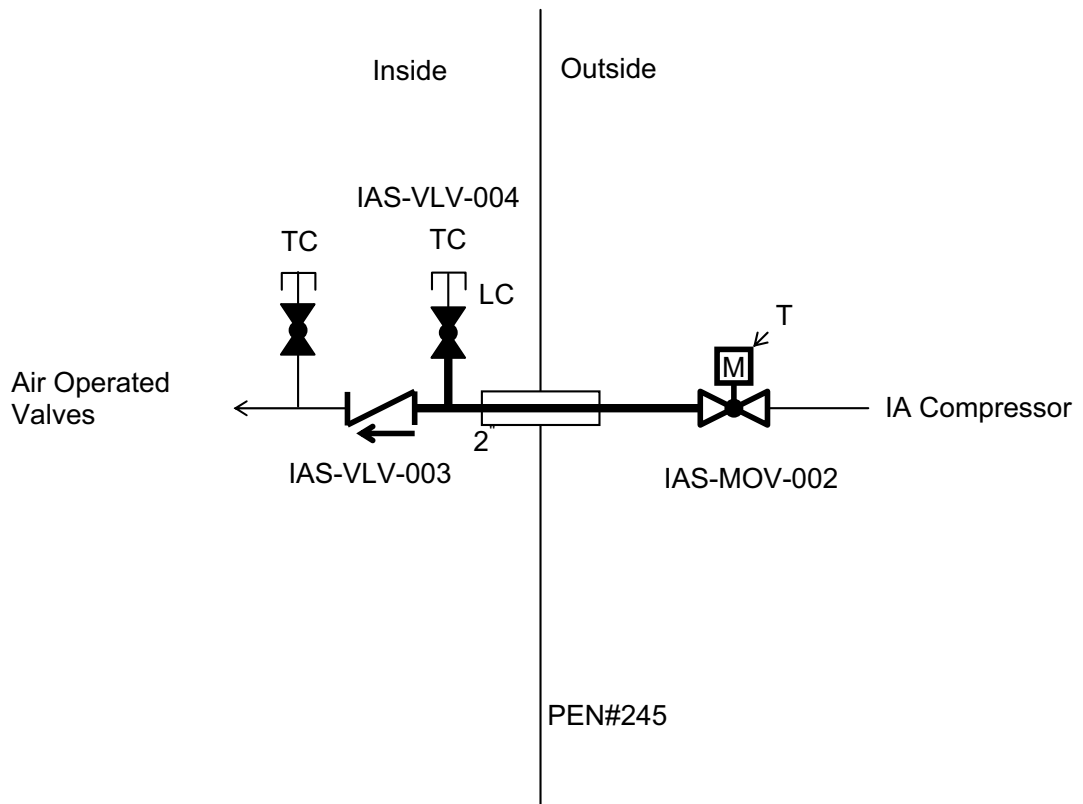 Inside
Outside
IAS-VLV-004
TC
TC
LC
T
M
Air Operated
Valves
IA Compressor
2"
IAS-VLV-003
IAS-MOV-002
PEN#245